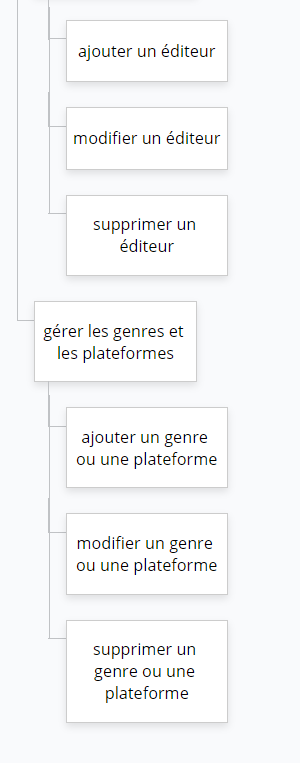 ajouter un éditeur
modifier un éditeur
supprimer un
éditeur
gérer les genres et
les plateformes
ajouter un genre
ou une plateforme
modifier un genre
ou une plateforme
supprimer un
genre ou une
plateforme